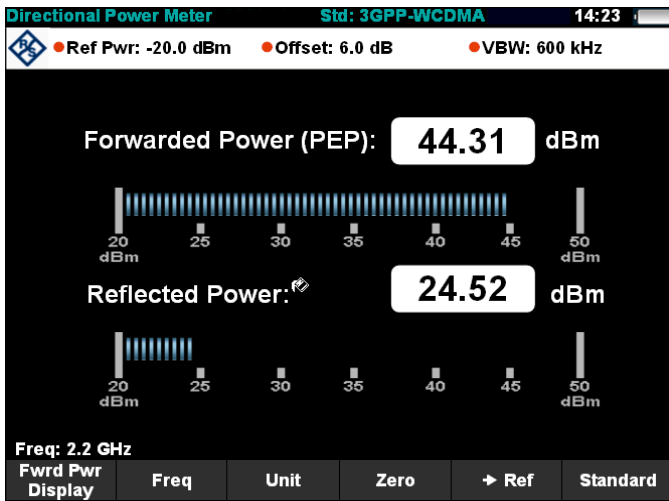 Directional Power Meter Std: 3GPP-WCDMA 14:23
R&S Ref Pwr: -20.0 dBm Offset: 6.0 dB VBW: 600 kHz
Forwarded Power (PEP): 44.31 dBm
20 25 30 35 40 45 50
dBm dBm
Reflected Power: 24.52 dBm
20 25 30 35 40 45 50
dBm dBm
Freq: 2.2 GHz
Fwrd Pwr Display Freq Unit Zero → Ref Standard